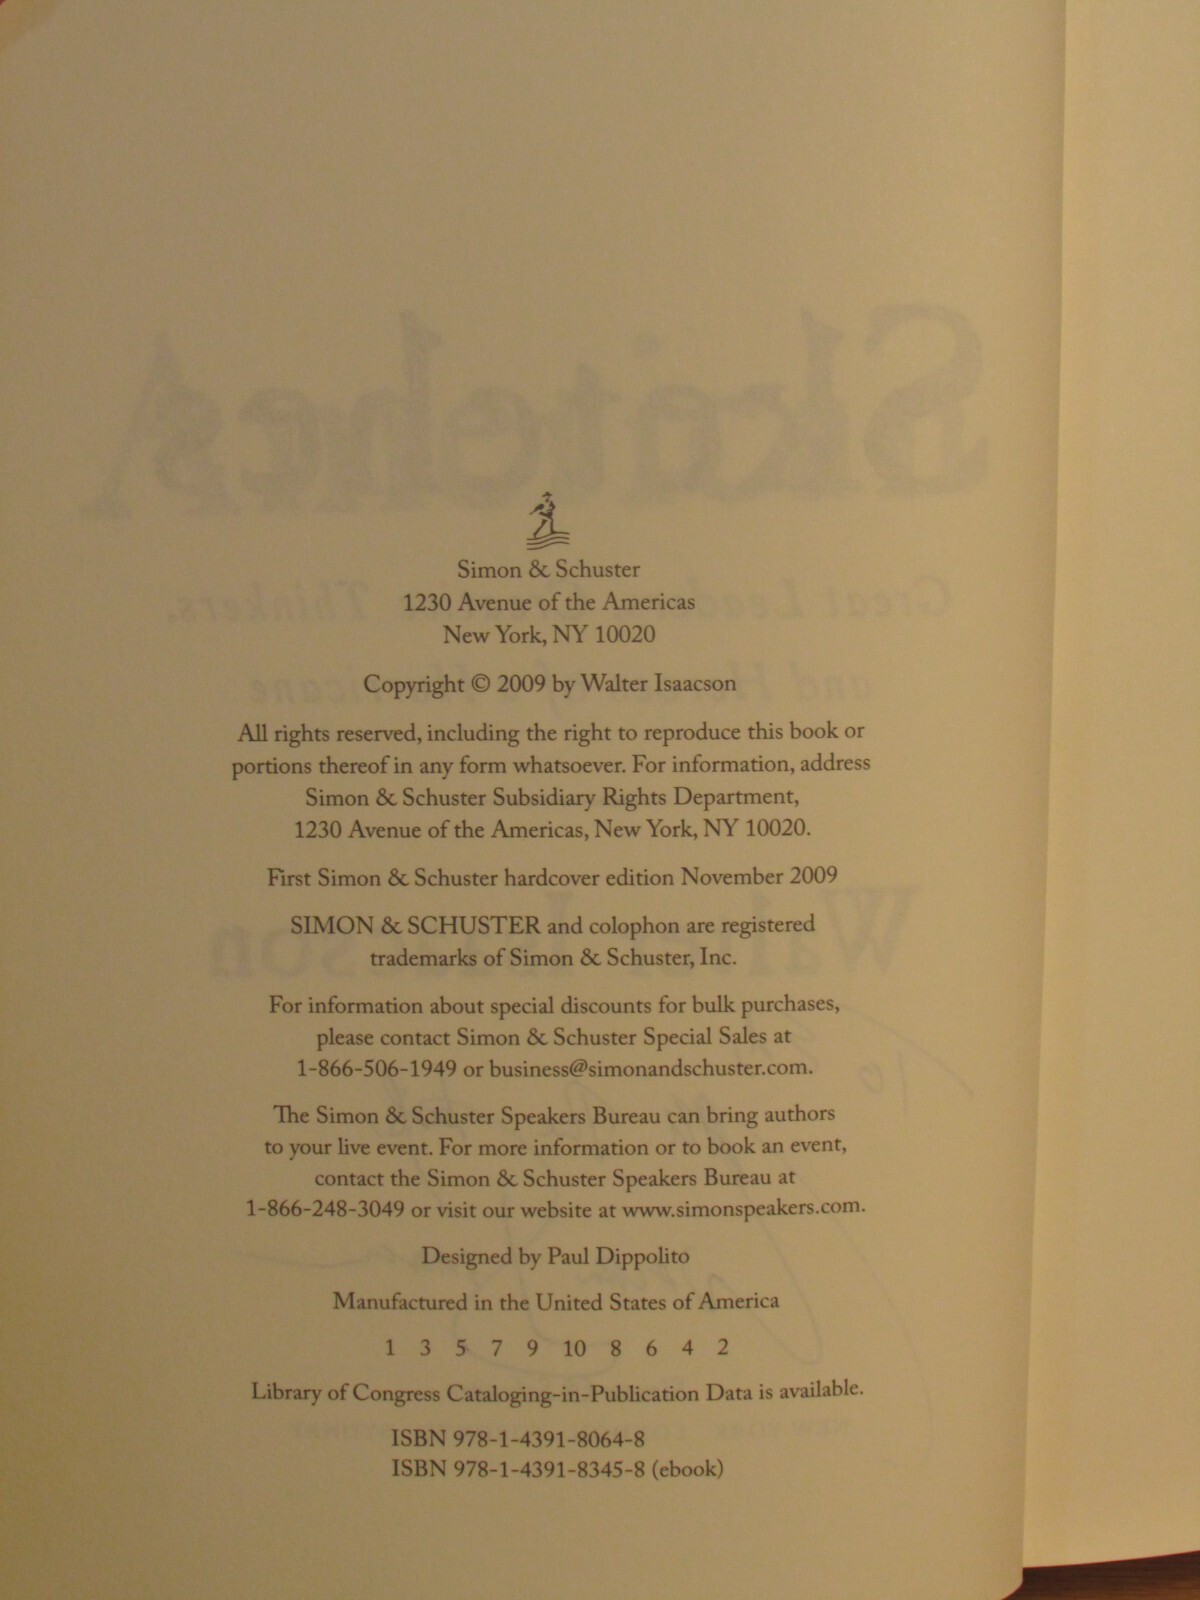 Simon & Schuster
1230 Avenue of the Americas
New York, NY 10020
Copyright © 2009 by Walter Isaacson
All rights reserved, including the right to reproduce this book or
portions thereof in any form whatsoever. For information, address
Simon & Schuster Subsidiary Rights Department,
1230 Avenue of the Americas, New York, NY 10020.
First Simon & Schuster hardcover edition November 2009
SIMON & SCHUSTER and colophon are registered
trademarks of Simon & Schuster, Inc.
For information about special discounts for bulk purchases,
please contact Simon & Schuster Special Sales at
1-866-506-1949 or business@simonandschuster.com.
The Simon & Schuster Speakers Bureau can bring authors
to your live event. For more information or to book an event,
contact the Simon & Schuster Speakers Bureau at
1-866-248-3049 or visit our website at www.simonspeakers.com.
Designed by Paul Dippolito
Manufactured in the United States of America
1 3 5 7 9 10 8 6 4 2
Library of Congress Cataloging-in-Publication Data is available.
ISBN 978-1-4391-8064-8
ISBN 978-1-4391-8345-8 (ebook)